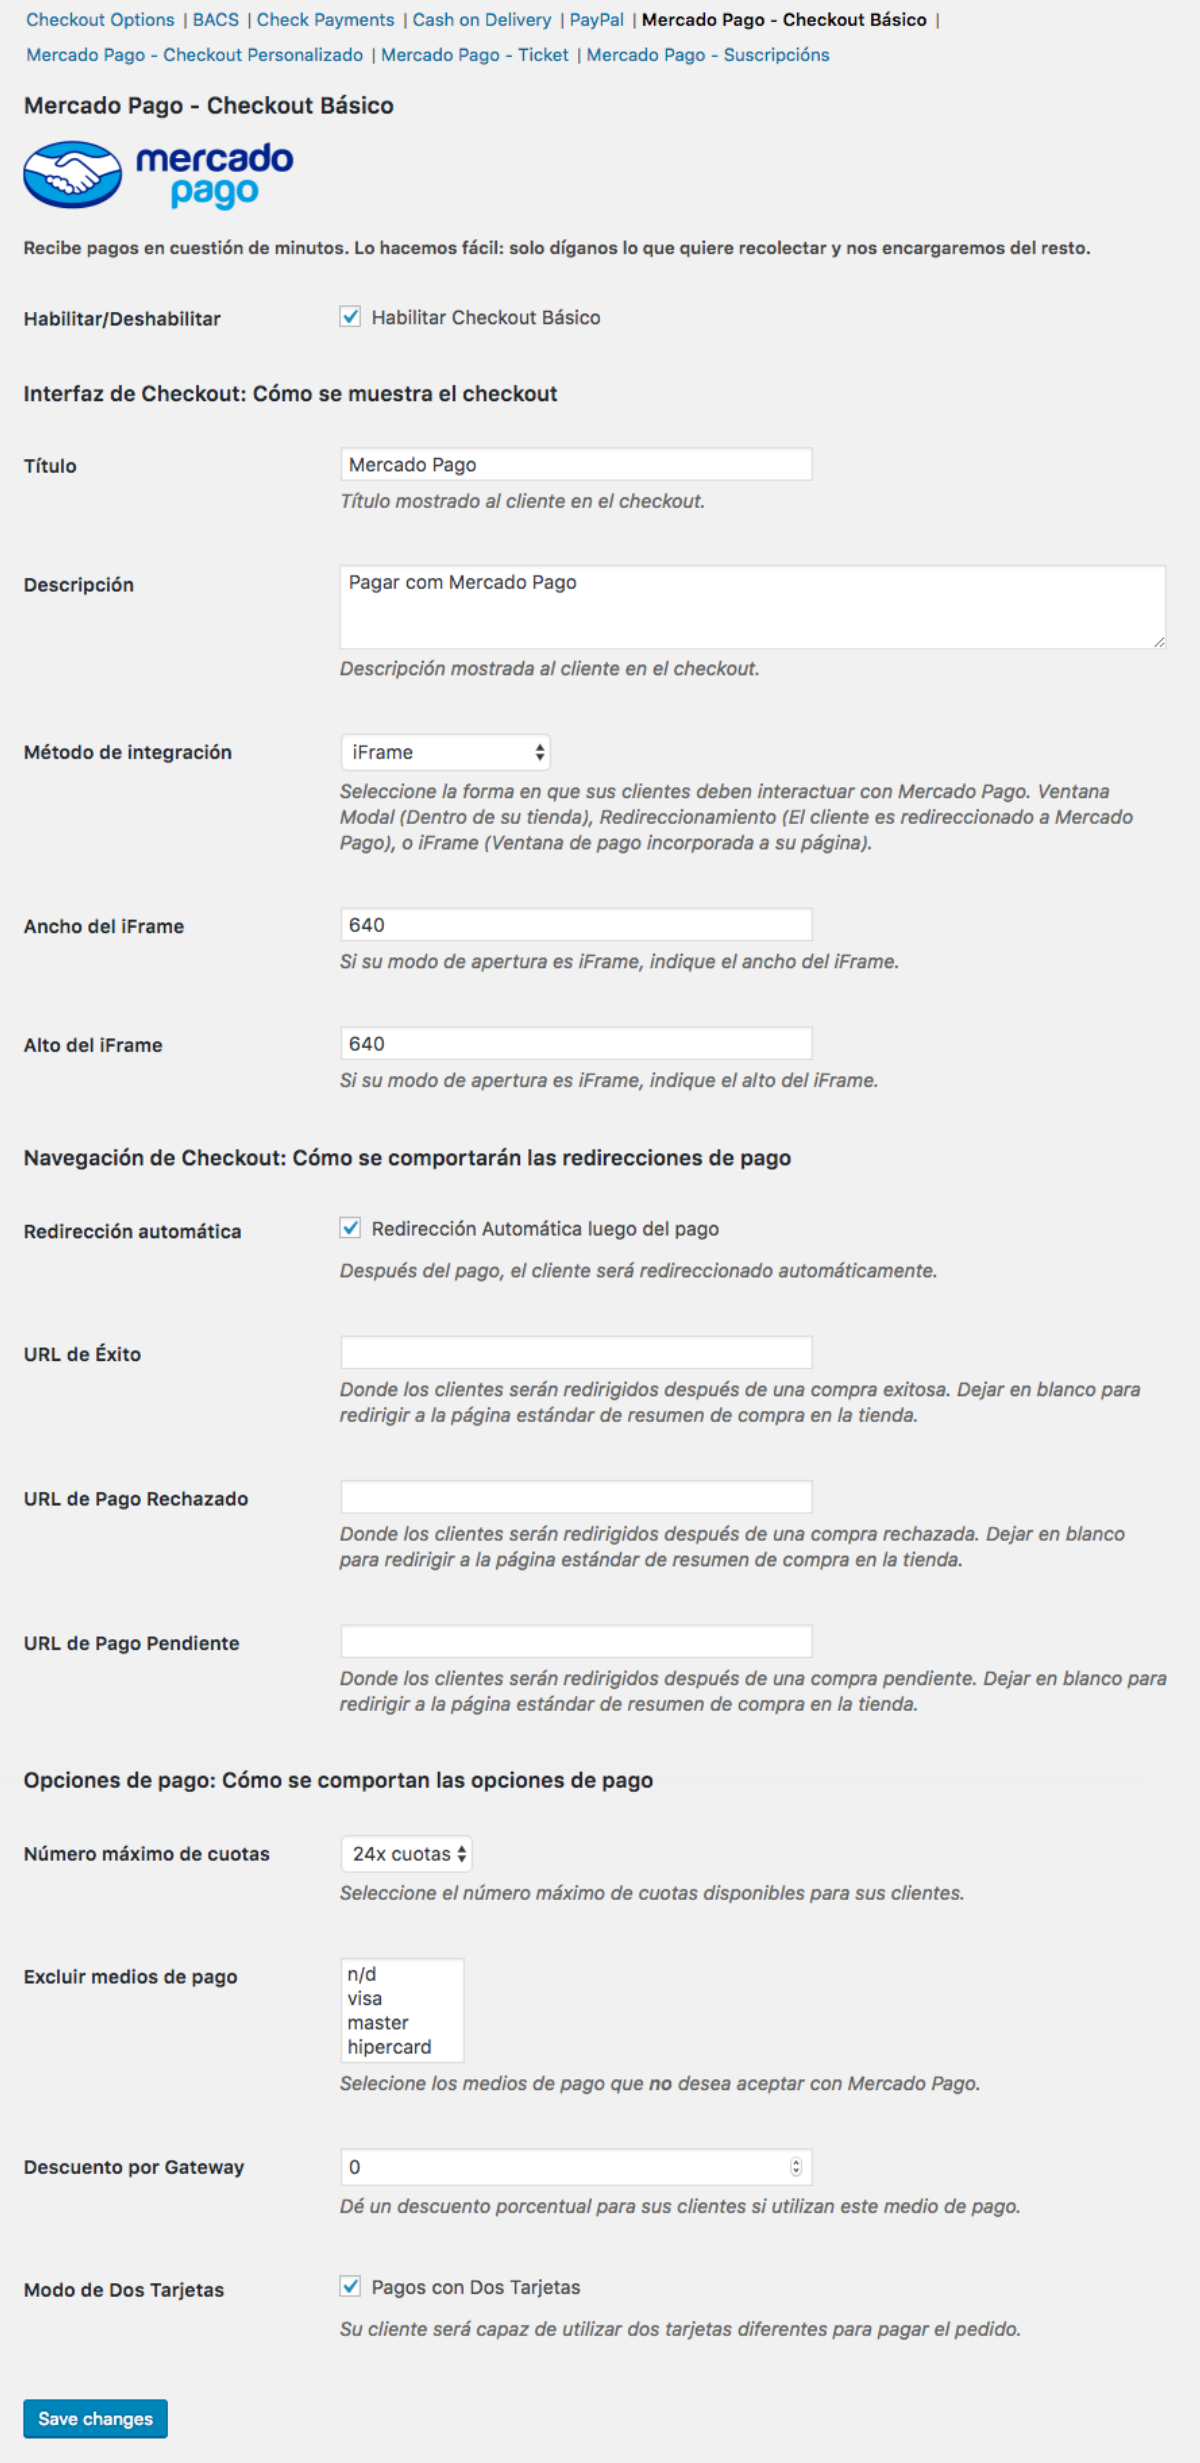 Checkout Options | BACS | Check Payments | Cash on Delivery | PayPal | Mercado Pago - Checkout Básico |
Mercado Pago - Checkout Personalizado | Mercado Pago - Ticket | Mercado Pago - Suscripcións
Mercado Pago - Checkout Básico
mercado
pago
Recibe pagos en cuestión de minutos. Lo hacemos fácil: solo díganos lo que quiere recolectar y nos encargaremos del resto.
Habilitar/Deshabilitar Habilitar Checkout Básico
Interfaz de Checkout: Cómo se muestra el checkout
Título Mercado Pago
Título mostrado al cliente en el checkout.
Descripción Pagar com Mercado Pago
Descripción mostrada al cliente en el checkout.
Método de integración iFrame
Seleccione la forma en que sus clientes deben interactuar con Mercado Pago. Ventana
Modal (Dentro de su tienda), Redireccionamiento (El cliente es redireccionado a Mercado
Pago), o iFrame (Ventana de pago incorporada a su página).
Ancho del iFrame 640
Si su modo de apertura es iFrame, indique el ancho del iFrame.
Alto del iFrame 640
Si su modo de apertura es iFrame, indique el alto del iFrame.
Navegación de Checkout: Cómo se comportarán las redirecciones de pago
Redirección automática Redirección Automática luego del pago
Después del pago, el cliente será redireccionado automáticamente.
URL de Éxito
Donde los clientes serán redirigidos después de una compra exitosa. Dejar en blanco para
redirigir a la página estándar de resumen de compra en la tienda.
URL de Pago Rechazado
Donde los clientes serán redirigidos después de una compra rechazada. Dejar en blanco
para redirigir a la página estándar de resumen de compra en la tienda.
URL de Pago Pendiente
Donde los clientes serán redirigidos después de una compra pendiente. Dejar en blanco para
redirigir a la página estándar de resumen de compra en la tienda.
Opciones de pago: Cómo se comportan las opciones de pago
Número máximo de cuotas 24x cuotas
Seleccione el número máximo de cuotas disponibles para sus clientes.
Excluir medios de pago n/d
visa
master
hipercard
Selecione los medios de pago que no desea aceptar con Mercado Pago.
Descuento por Gateway 0
Dé un descuento porcentual para sus clientes si utilizan este medio de pago.
Modo de Dos Tarjetas Pagos con Dos Tarjetas
Su cliente será capaz de utilizar dos tarjetas diferentes para pagar el pedido.
Save changes